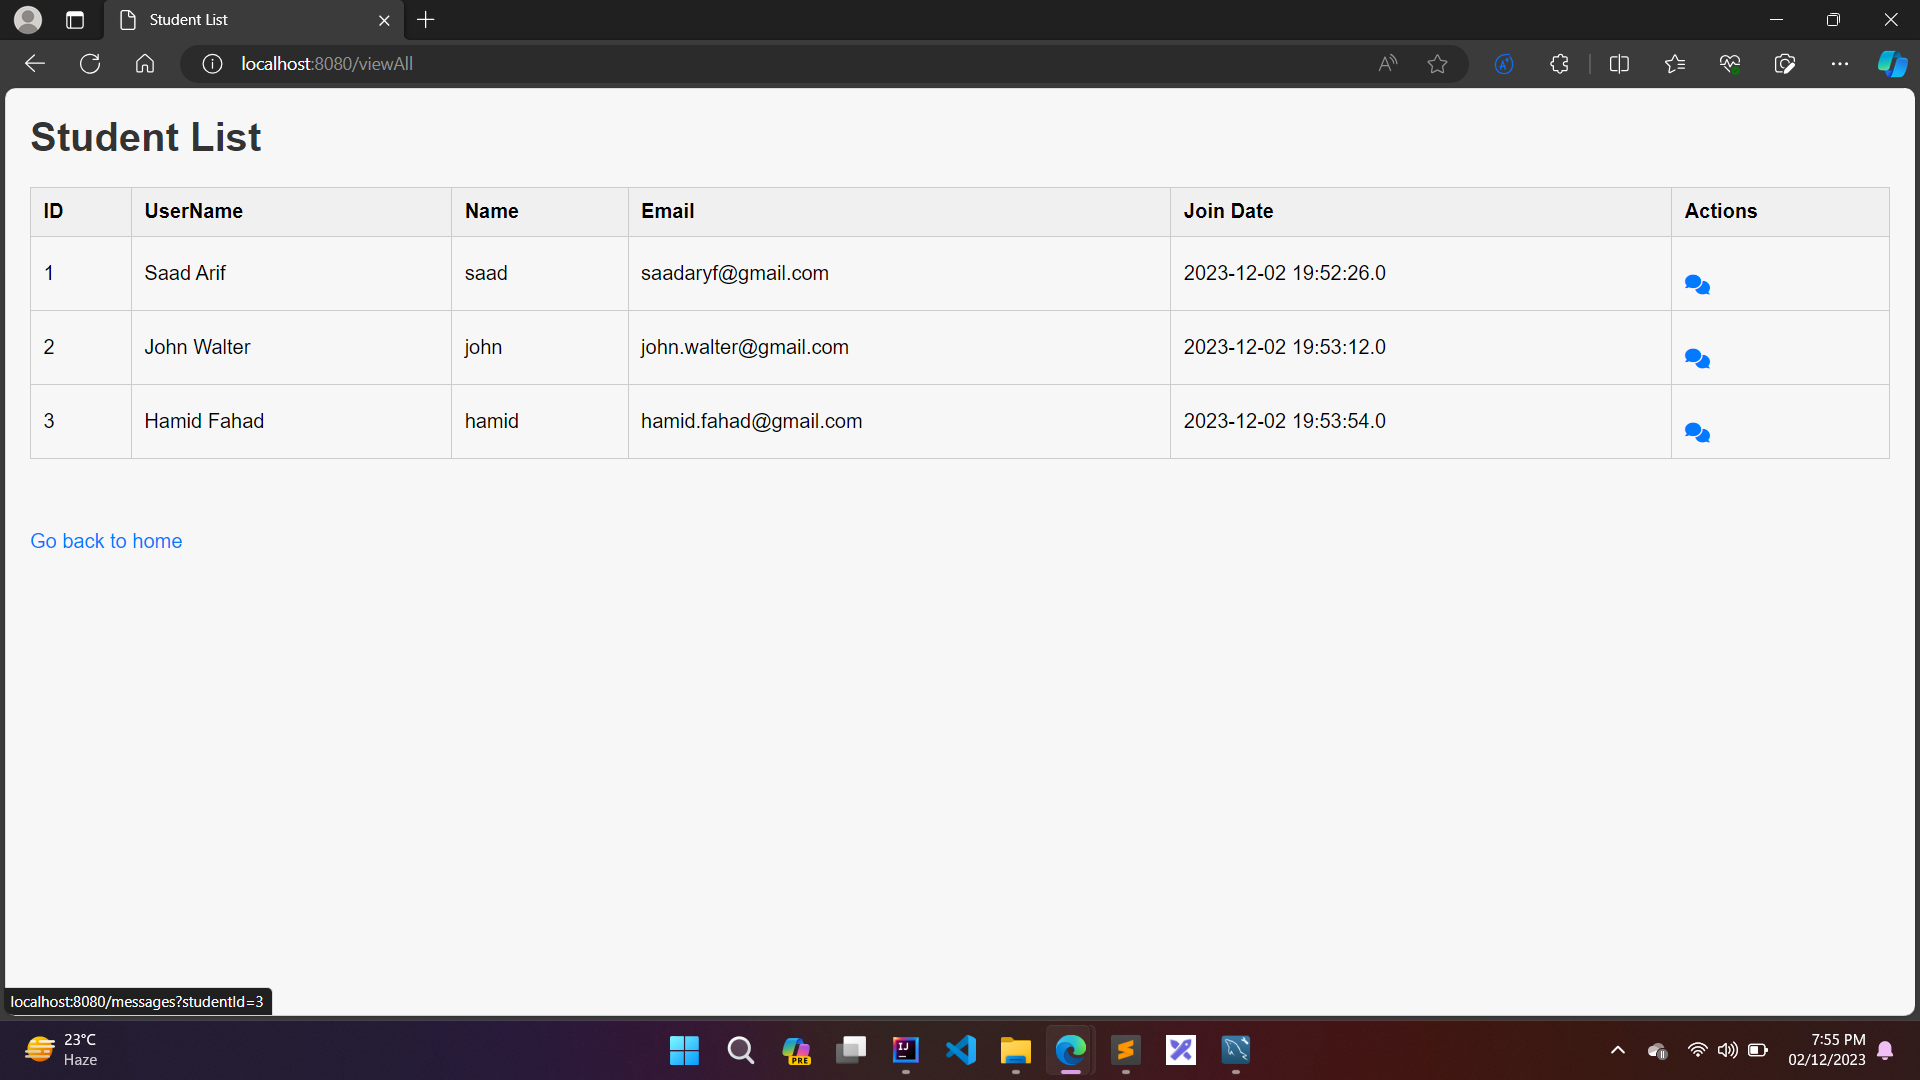 Student List
localhost:8080/viewAll
Student List
ID UserName Name Email Join Date Actions
1 Saad Arif saad saadaryf@gmail.com 2023-12-02 19:52:26.0
2 John Walter john john.walter@gmail.com 2023-12-02 19:53:12.0
3 Hamid Fahad hamid hamid.fahad@gmail.com 2023-12-02 19:53:54.0
Go back to home
localhost:8080/messages?studentId=3
23°C
Haze
PRE
IJ
7:55 PM
02/12/2023